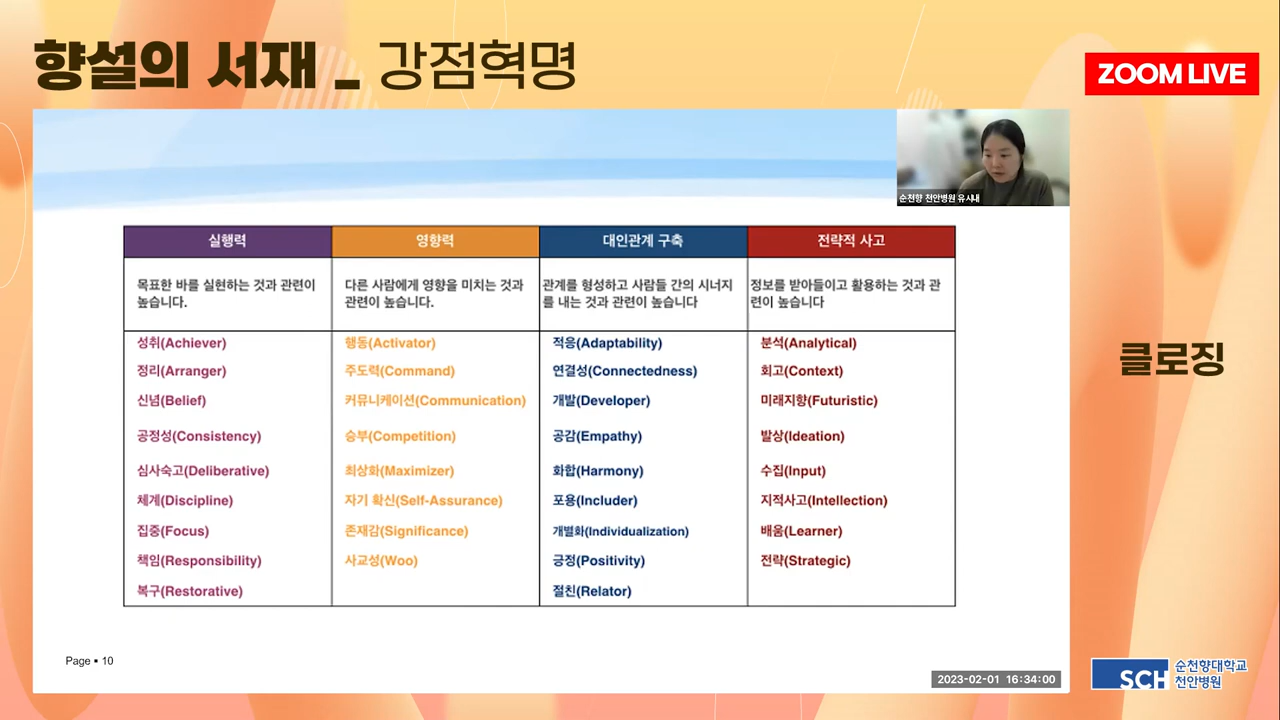 향설의 서재 _ 강점혁명
ZOOM LIVE
순천향 천안병원 유시내
실행력 영향력 대인관계 구축 전략적 사고
목표한 바를 실현하는 것과 관련이
높습니다.
다른 사람에게 영향을 미치는 것과
관련이 높습니다.
관계를 형성하고 사람들 간의 시너지
를 내는 것과 관련이 높습니다
정보를 받아들이고 활용하는 것과 관
련이 높습니다
성취(Achiever) 행동(Activator) 적응(Adaptability) 분석(Analytical)
정리(Arranger) 주도력(Command) 연결성(Connectedness) 회고(Context)
신념(Belief) 커뮤니케이션(Communication) 개발(Developer) 미래지향(Futuristic)
공정성(Consistency) 승부(Competition) 공감(Empathy) 발상(Ideation)
심사숙고(Deliberative) 최상화(Maximizer) 화합(Harmony) 수집(Input)
체계(Discipline) 자기 확신(Self-Assurance) 포용(Includer) 지적사고(Intellection)
집중(Focus) 존재감(Significance) 개별화(Individualization) 배움(Learner)
책임(Responsibility) 사교성(Woo) 긍정(Positivity) 전략(Strategic)
복구(Restorative) 절친(Relator)
클로징
Page ▪ 10
2023-02-01 16:34:00
SCH 순천향대학교
천안병원